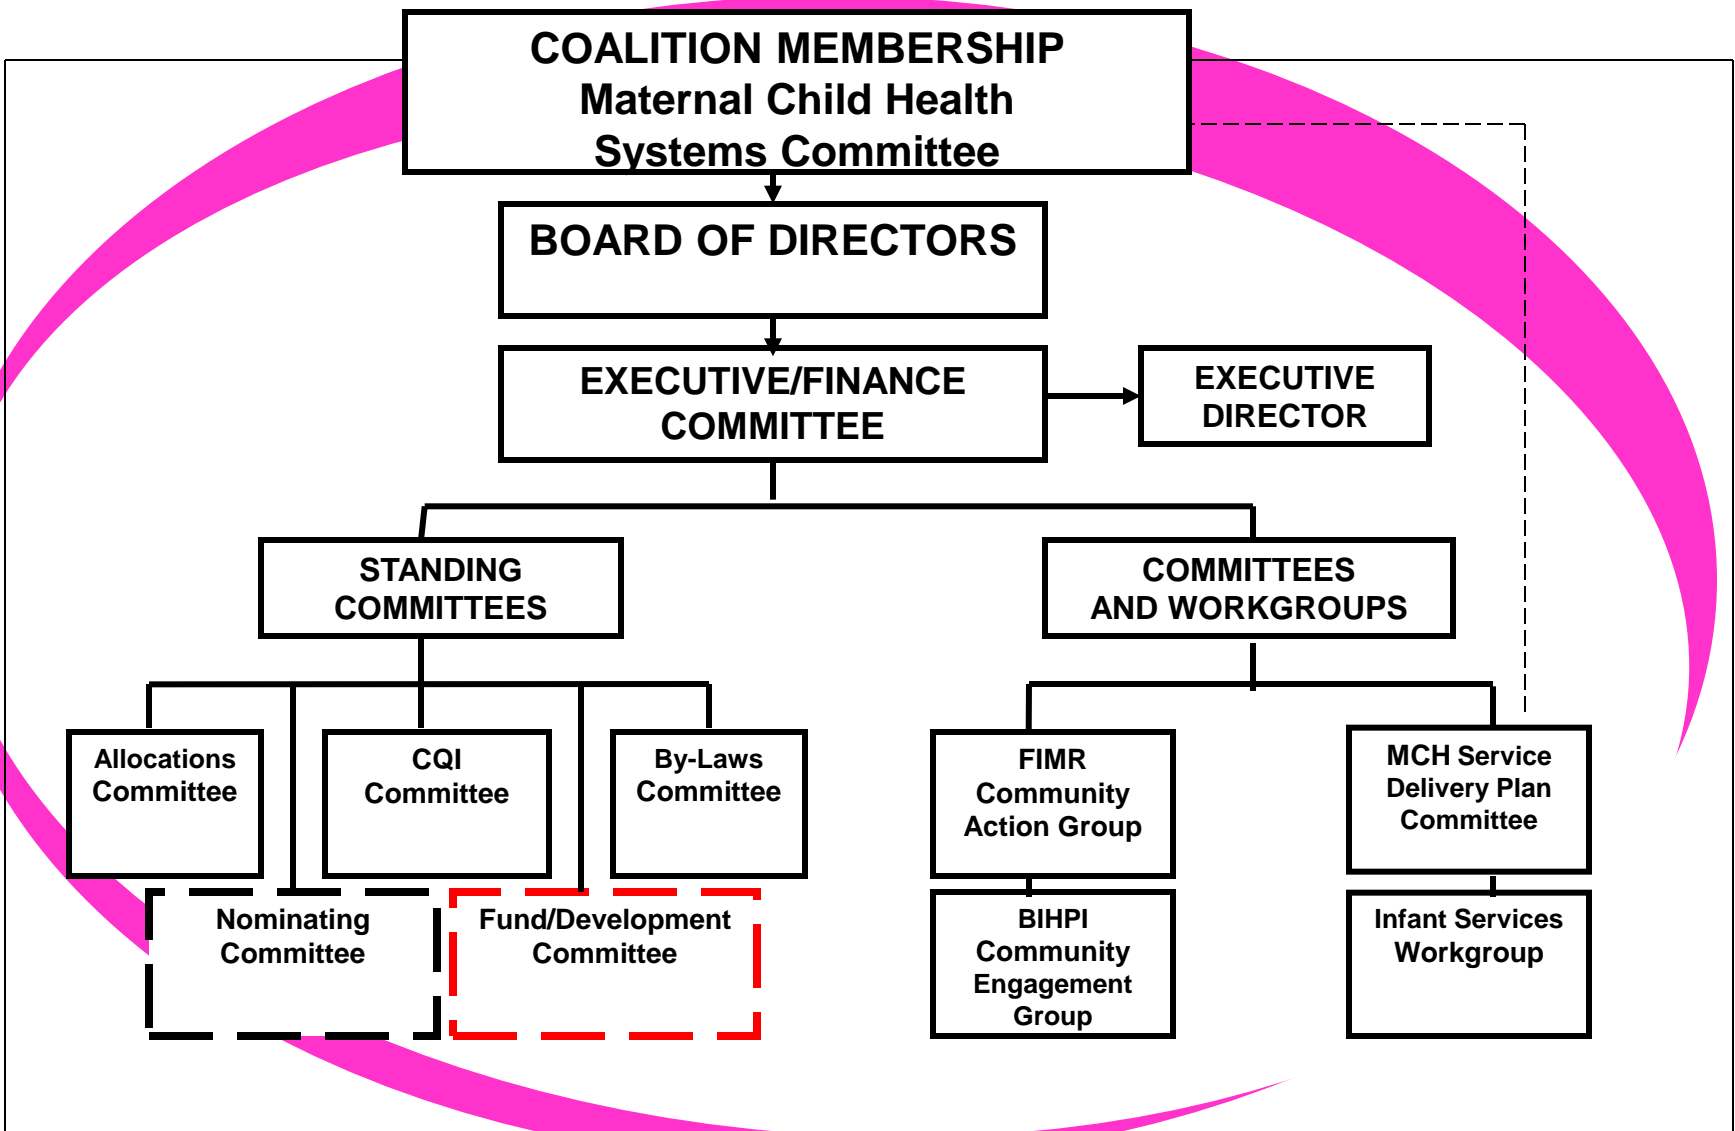 COALITION MEMBERSHIP
Maternal Child Health
Systems Committee
BOARD OF DIRECTORS
EXECUTIVE/FINANCE
COMMITTEE
EXECUTIVE
DIRECTOR
STANDING
COMMITTEES
COMMITTEES
AND WORKGROUPS
Allocations
Committee
CQI
Committee
By-Laws
Committee
FIMR
Community
Action Group
MCH Service
Delivery Plan
Committee
Nominating
Committee
Fund/Development
Committee
BIHPI
Community
Engagement
Group
Infant Services
Workgroup